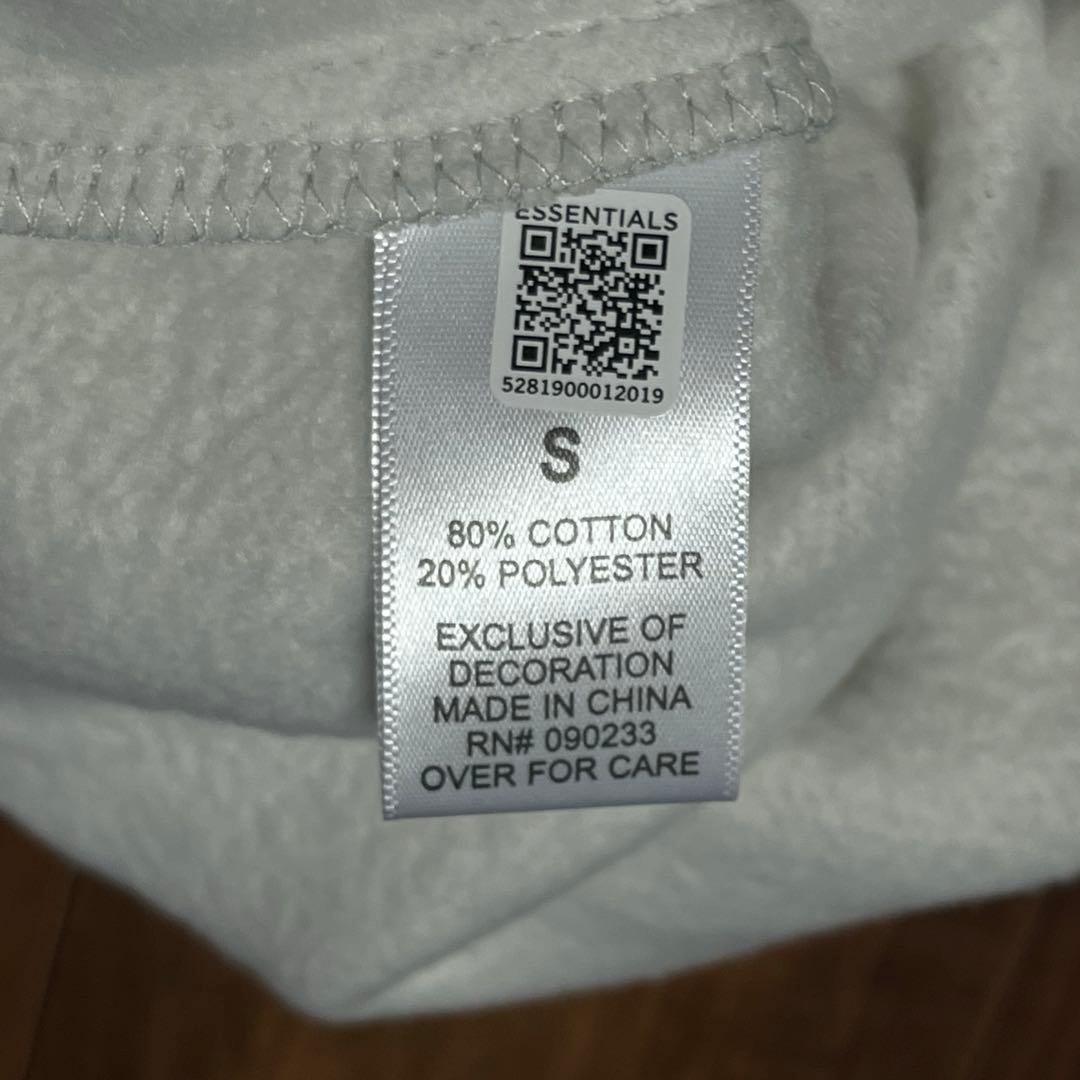 ESSENTIALS
5281900012019
S
80% COTTON
20% POLYESTER
EXCLUSIVE OF
DECORATION
MADE IN CHINA
RN# 090233
OVER FOR CARE